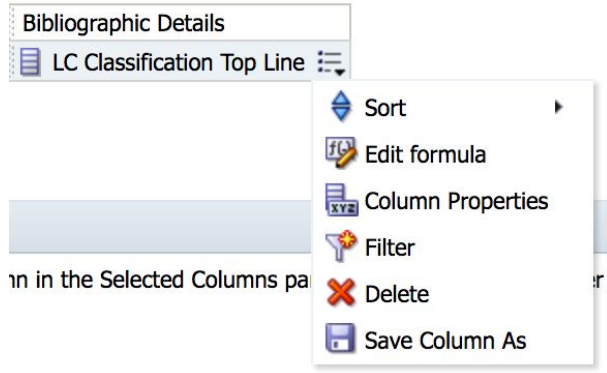 Bibliographic Details
LC Classification Top Line
Sort
Edit formula
Column Properties
Filter
in the Selected Columns
Delete
Save Column As